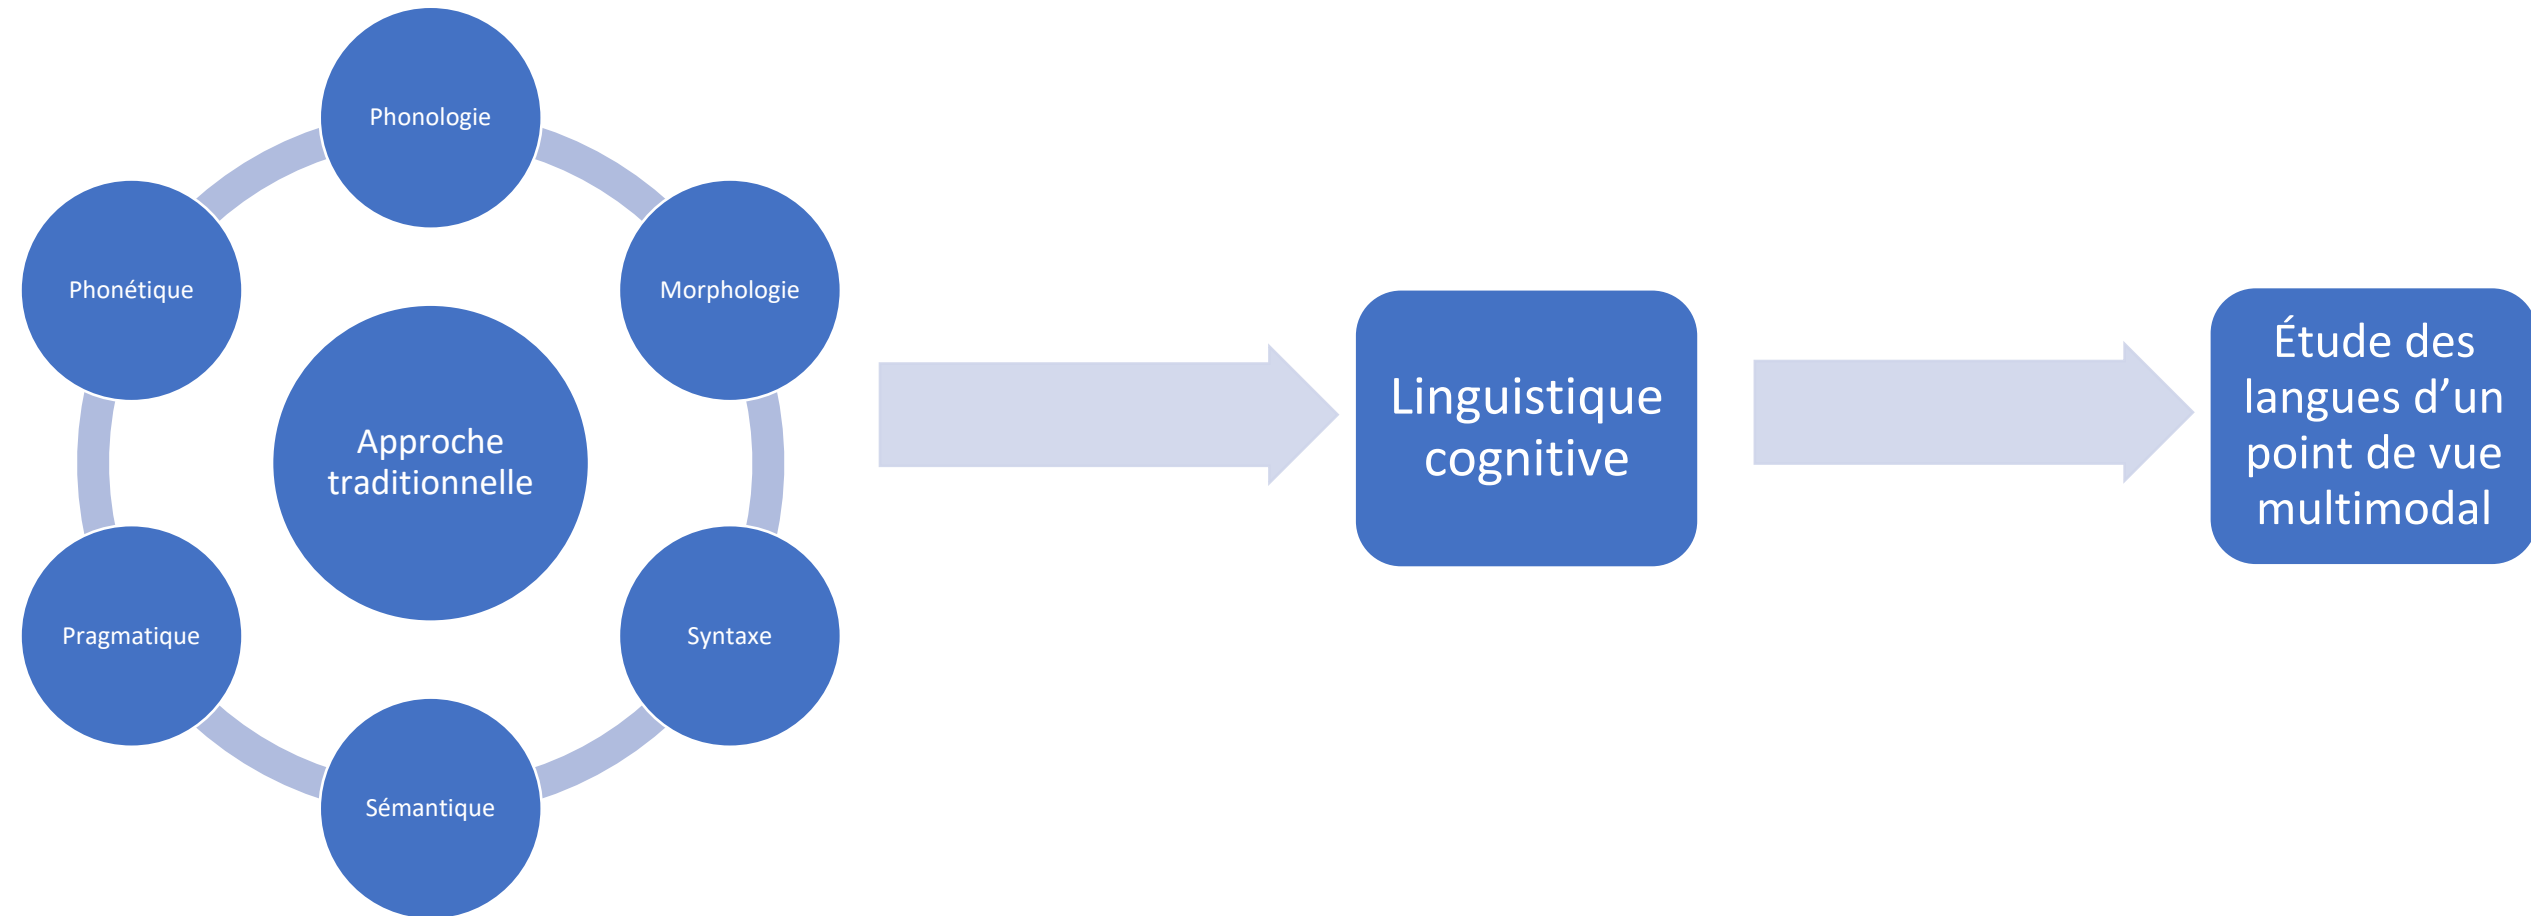 Phonologie
Phonétique
Morphologie
Approche
traditionnelle
Pragmatique
Syntaxe
Sémantique
Linguistique
cognitive
Étude des
langues d’un
point de vue
multimodal